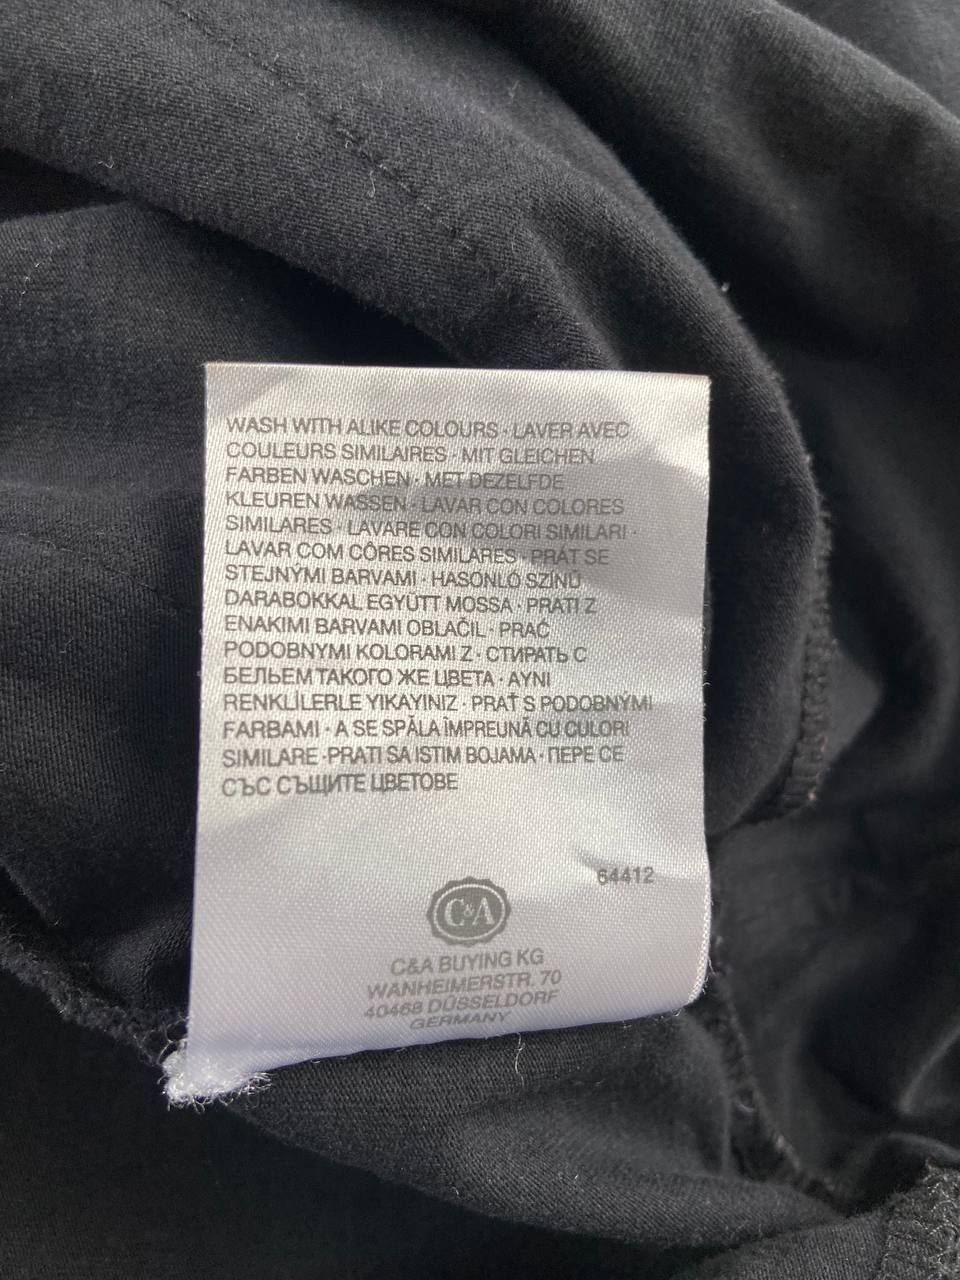 WASH WITH ALIKE COLOURS · LAVER AVEC
COULEURS SIMILAIRES · MIT GLEICHEN
FARBEN WASCHEN · MET DEZELFDE
KLEUREN WASSEN · LAVAR CON COLORES
SIMILARES · LAVARE CON COLORI SIMILARI ·
LAVAR COM CÔRES SIMILARES · PRÁT SE
STEJNÝMI BARVAMI · HASONLÓ SZÍNŰ
DARABOKKAL EGYÜTT MOSSA · PRATI Z
ENAKIMI BARVAMI OBLAČIL · PRAĆ
PODOBNYMI KOLORAMI Z · СТИРАТЬ С
БЕЛЬЕМ ТАКОГО ЖЕ ЦВЕТА · AYNI
RENKLİLERLE YIKAYINIZ · PRAŤ S PODOBNÝMI
FARBAMI · A SE SPĂLA ÎMPREUNĂ CU CULORI
SIMILARE · PRATI SA ISTIM BOJAMA · ПЕРЕ СЕ
СЪС СЪЩИТЕ ЦВЕТОВЕ
64412
C&A
C&A BUYING KG
WANHEIMERSTR. 70
40468 DÜSSELDORF
GERMANY